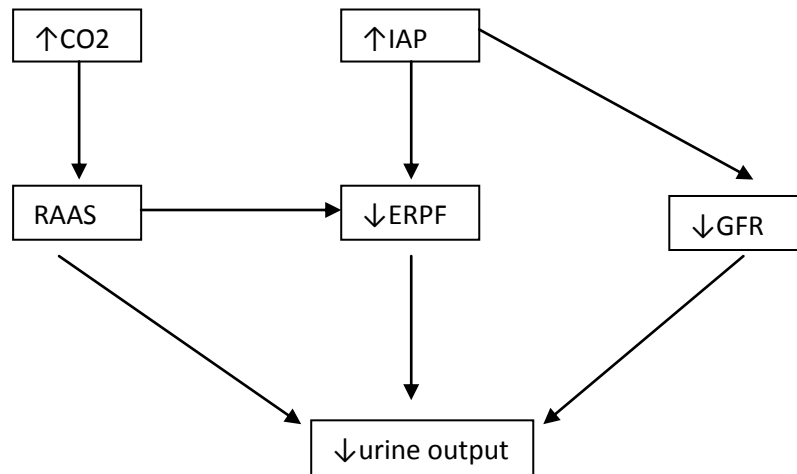 ↑CO2
↑IAP
RAAS
↓ERPF
↓GFR
↓urine output